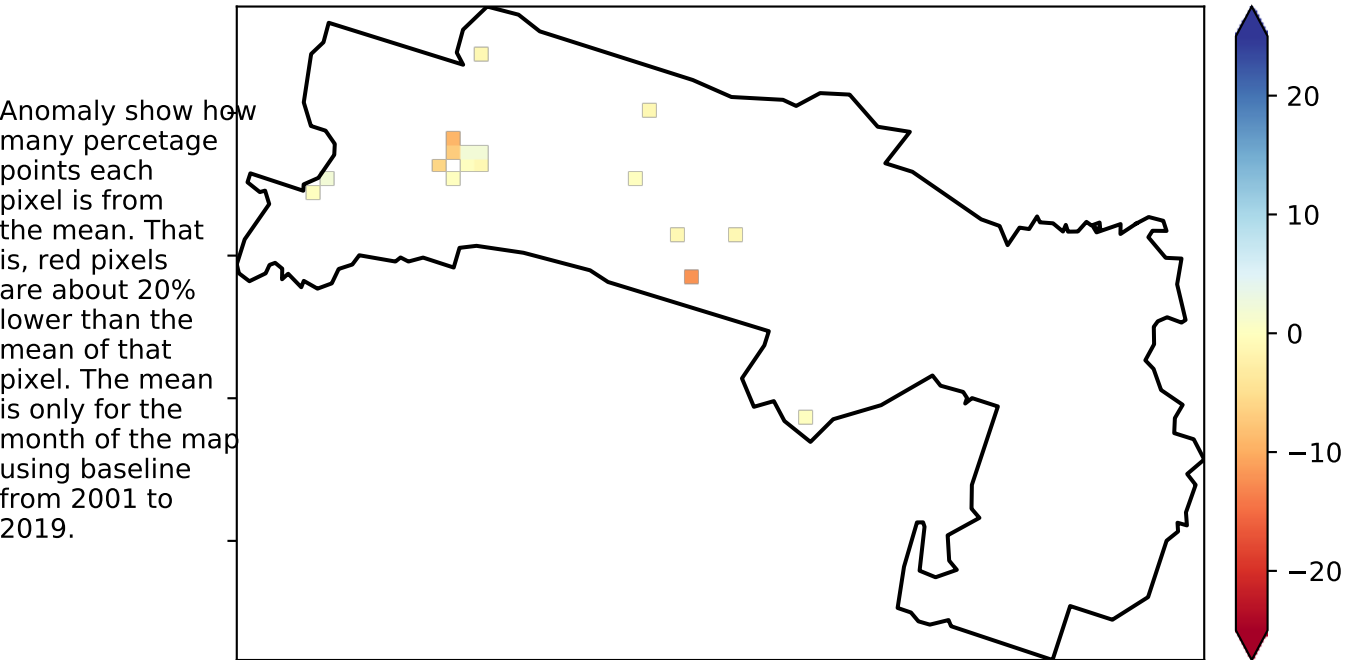 Anomaly show how
many percetage
points each
pixel is from
the mean. That
is, red pixels
are about 20%
lower than the
mean of that
pixel. The mean
is only for the
month of the map
using baseline
from 2001 to
2019.
20
10
0
−10
−20